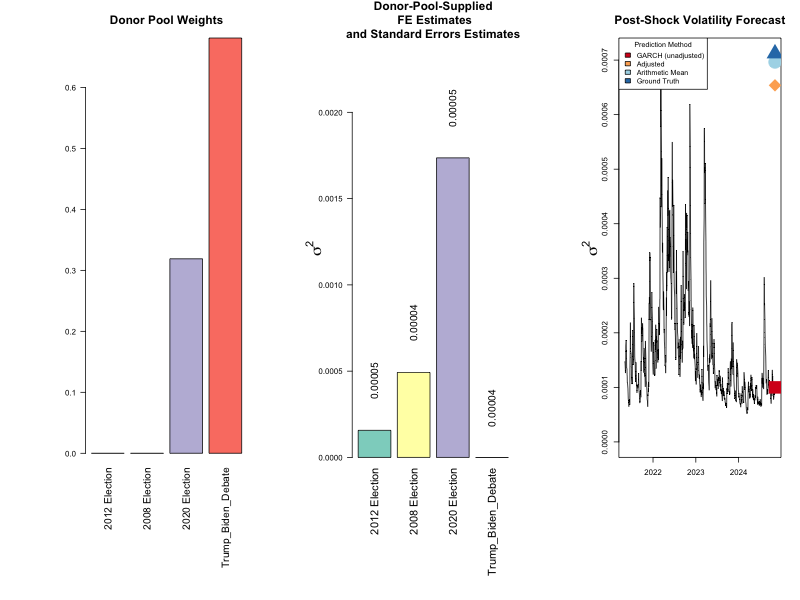 Donor Pool Weights
0.0
0.1
0.2
0.3
0.4
0.5
0.6
2012 Election
2008 Election
2020 Election
Trump_Biden_Debate
Donor-Pool-Supplied
FE Estimates
and Standard Errors Estimates
σ²
0.0000
0.0005
0.0010
0.0015
0.0020
0.00005
0.00004
0.00005
0.00004
2012 Election
2008 Election
2020 Election
Trump_Biden_Debate
Post-Shock Volatility Forecast
σ²
0.0000
0.0001
0.0002
0.0003
0.0004
0.0005
0.0006
0.0007
Prediction Method
GARCH (unadjusted)
Adjusted
Arithmetic Mean
Ground Truth
2022
2023
2024